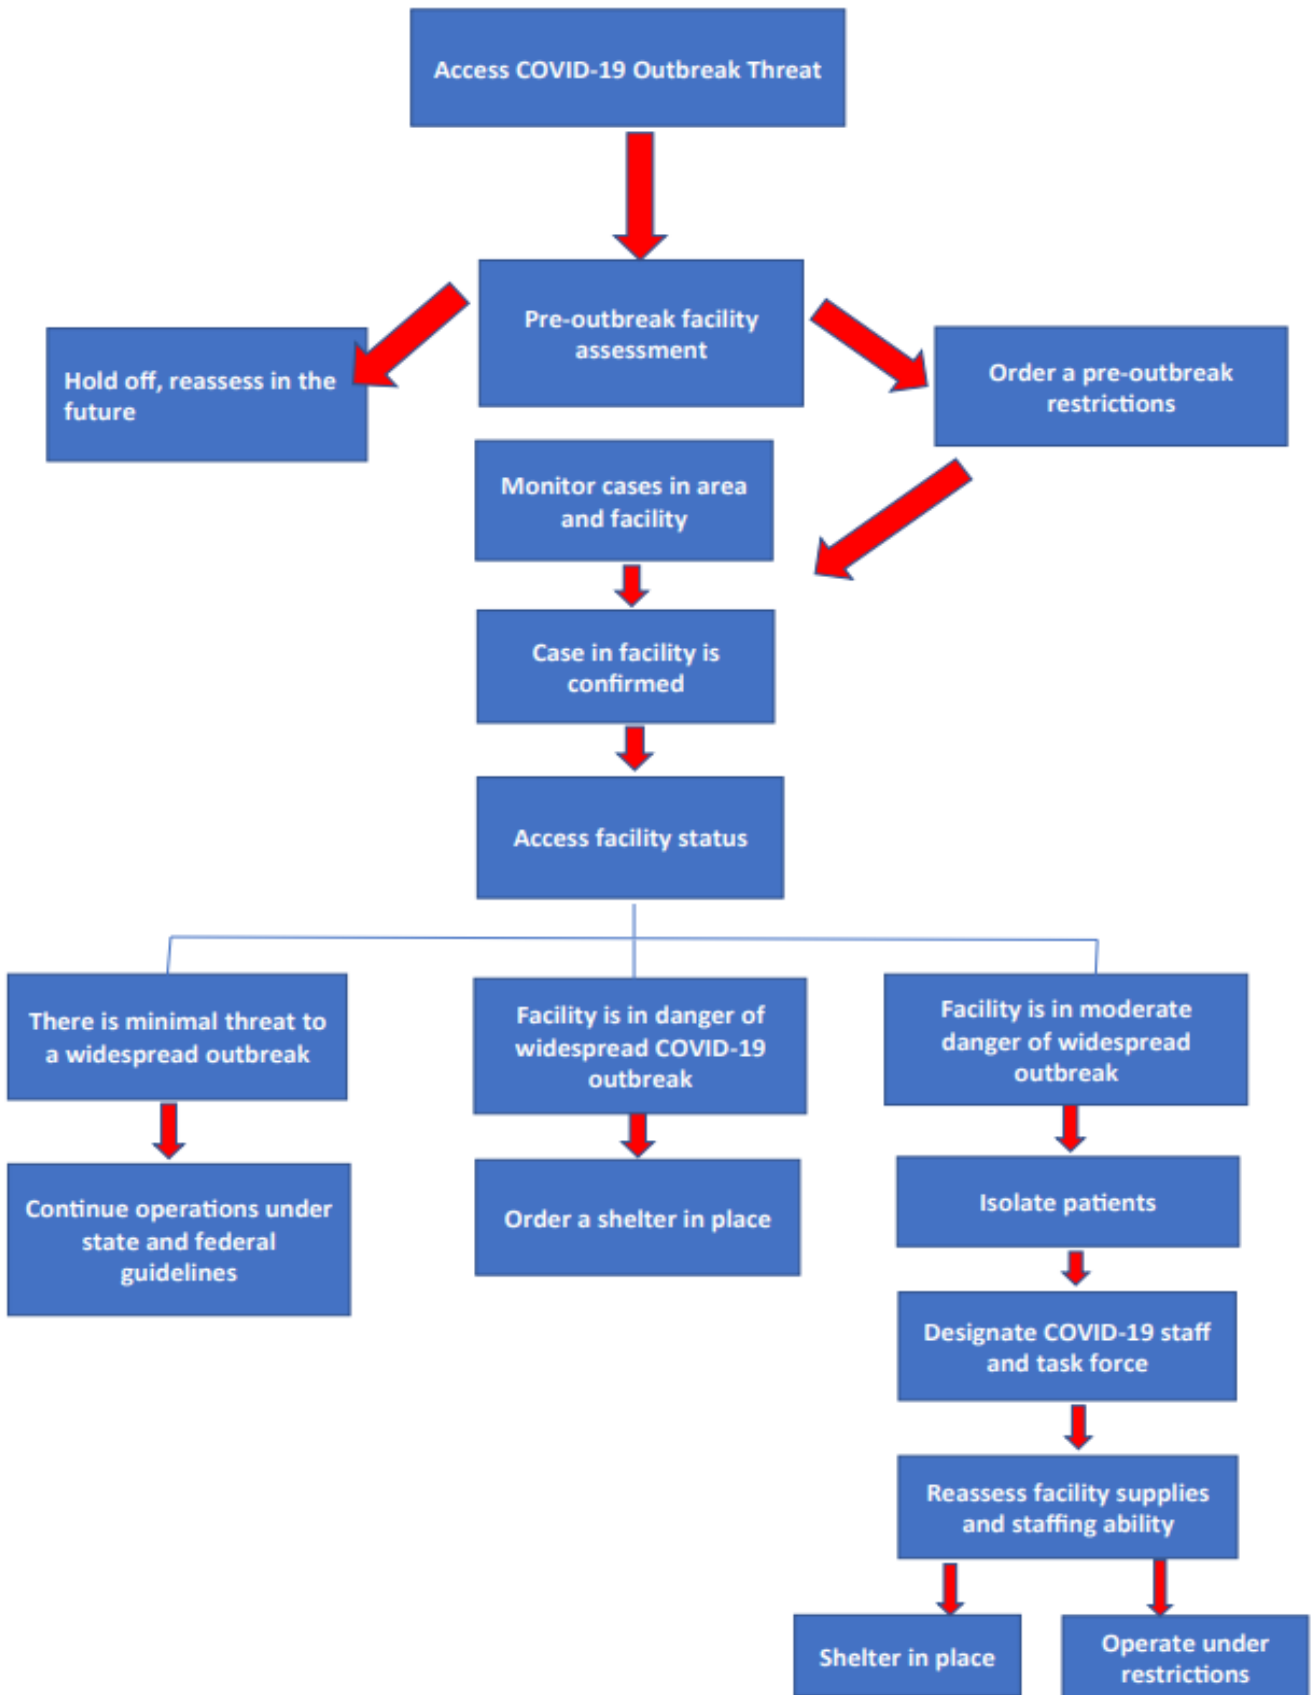 Access COVID-19 Outbreak Threat
Pre-outbreak facility
assessment
Hold off, reassess in the
future
Order a pre-outbreak
restrictions
Monitor cases in area
and facility
Case in facility is
confirmed
Access facility status
There is minimal threat to
a widespread outbreak
Facility is in danger of
widespread COVID-19
outbreak
Facility is in moderate
danger of widespread
outbreak
Continue operations under
state and federal
guidelines
Order a shelter in place
Isolate patients
Designate COVID-19 staff
and task force
Reassess facility supplies
and staffing ability
Shelter in place
Operate under
restrictions